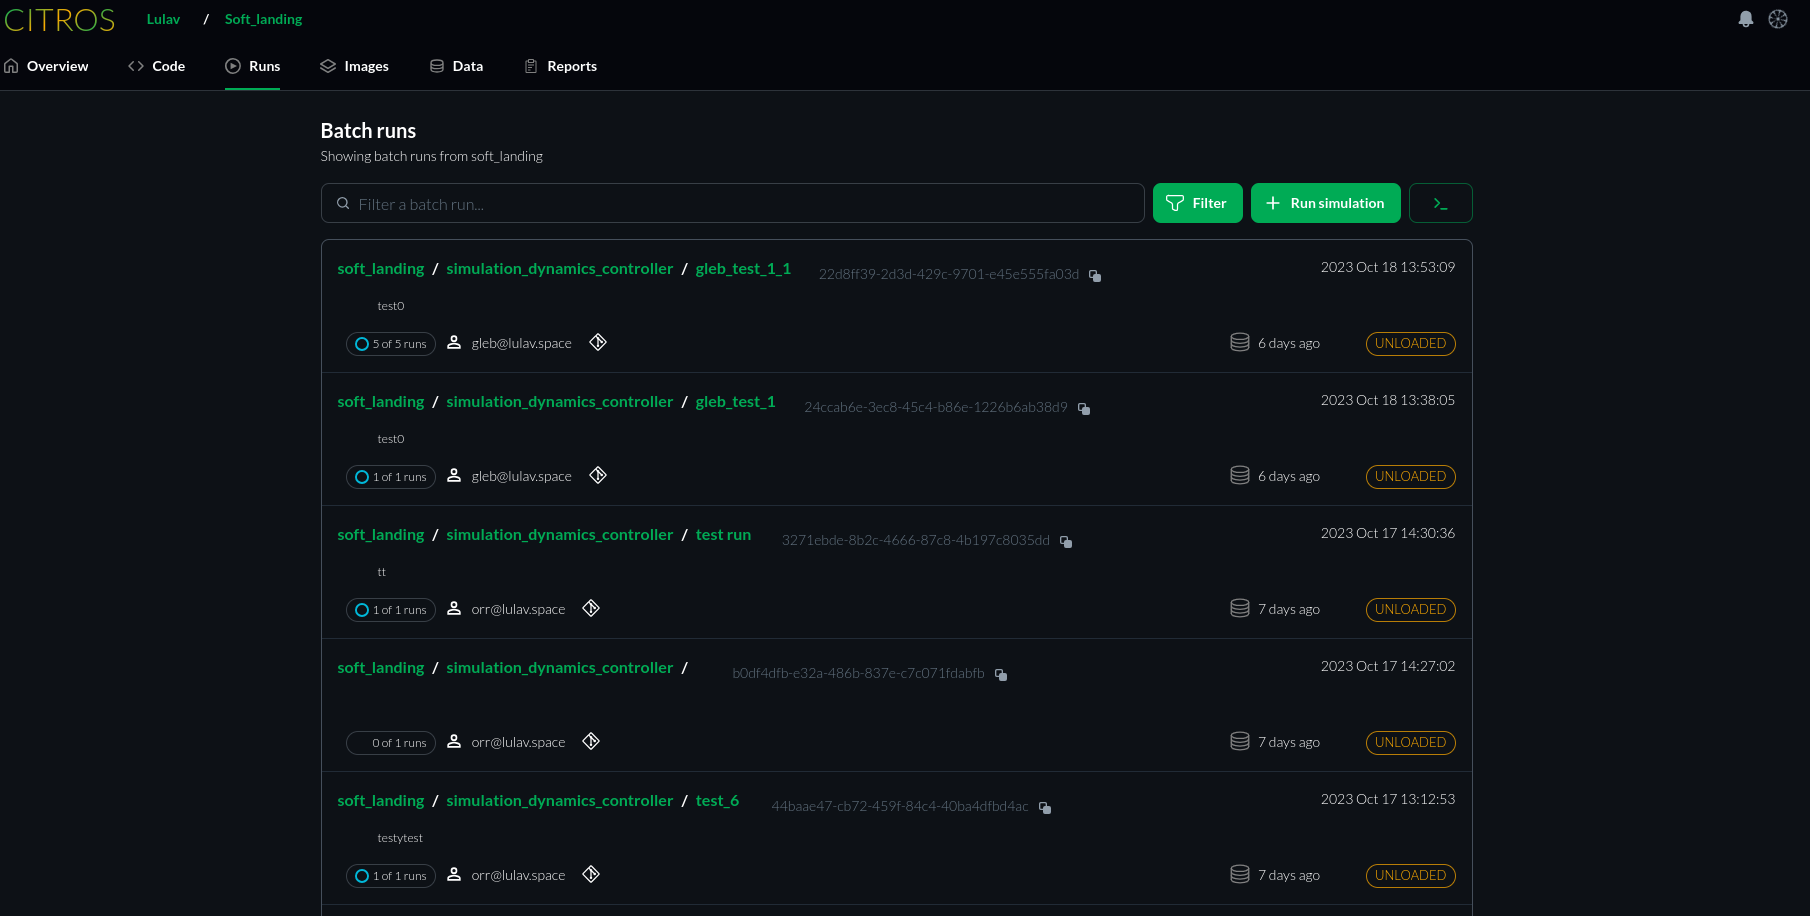 CITROS Lulav / Soft_landing
Overview Code Runs Images Data Reports
Batch runs
Showing batch runs from soft_landing
Filter a batch run... Filter Run simulation >_
soft_landing / simulation_dynamics_controller / gleb_test_1_1 22d8ff39-2d3d-429c-9701-e45e555fa03d 2023 Oct 18 13:53:09
test0
5 of 5 runs gleb@lulav.space 6 days ago UNLOADED
soft_landing / simulation_dynamics_controller / gleb_test_1 24ccab6e-3ec8-45c4-b86e-1226b6ab38d9 2023 Oct 18 13:38:05
test0
1 of 1 runs gleb@lulav.space 6 days ago UNLOADED
soft_landing / simulation_dynamics_controller / test run 3271ebde-8b2c-4666-87c8-4b197c8035dd 2023 Oct 17 14:30:36
tt
1 of 1 runs orr@lulav.space 7 days ago UNLOADED
soft_landing / simulation_dynamics_controller / b0df4dfb-e32a-486b-837e-c7c071fdabfb 2023 Oct 17 14:27:02
0 of 1 runs orr@lulav.space 7 days ago UNLOADED
soft_landing / simulation_dynamics_controller / test_6 44baae47-cb72-459f-84c4-40ba4dfbd4ac 2023 Oct 17 13:12:53
testytest
1 of 1 runs orr@lulav.space 7 days ago UNLOADED